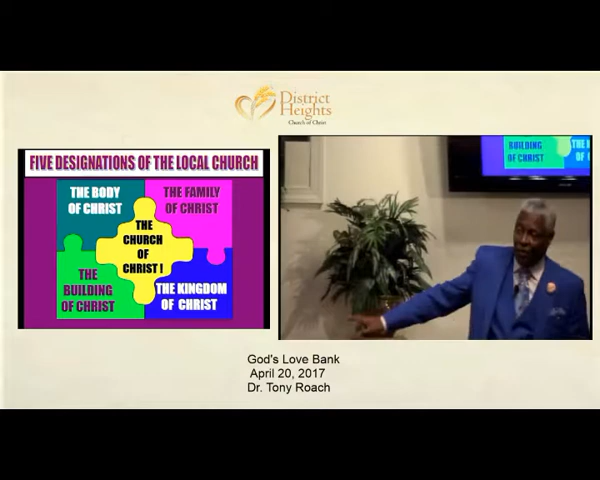 District
Heights
Church of Christ
FIVE DESIGNATIONS OF THE LOCAL CHURCH
THE BODY
OF CHRIST
THE FAMILY
OF CHRIST
THE
CHURCH
OF
CHRIST !
THE
BUILDING
OF CHRIST
THE KINGDOM
OF CHRIST
BUILDING
OF CHRIST
THE
OF
God's Love Bank
April 20, 2017
Dr. Tony Roach